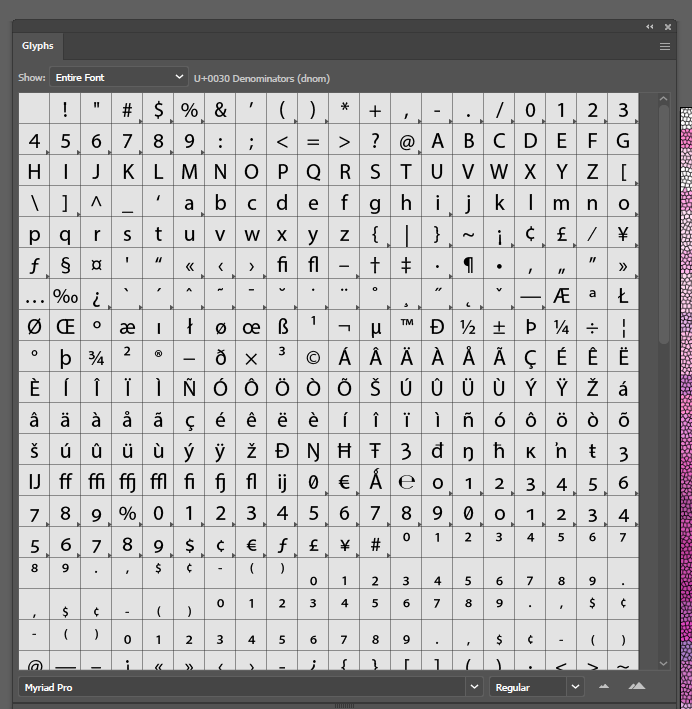 Glyphs
Show: Entire Font U+0030 Denominators (dnom)
! " # $ % & ’ ( ) * + , - . / 0 1 2 3
4 5 6 7 8 9 : ; < = > ? @ A B C D E F G
H I J K L M N O P Q R S T U V W X Y Z [
\ ] ^ _ ‘ a b c d e f g h i j k l m n o
p q r s t u v w x y z { | } ~ ¡ ¢ £ ⁄ ¥
ƒ § ¤ ' “ « ‹ › fi fl – † ‡ · ¶ • ‚ „ ” »
… ‰ ¿ ` ´ ˆ ˜ ¯ ˘ ˙ ¨ ˚ ¸ ˝ ˛ ˇ — Æ ª Ł
Ø Œ º æ ı ł ø œ ß ¹ ¬ µ ™ Ð ½ ± Þ ¼ ÷ ¦
° þ ¾ ² ® − ð × ³ © Á Â Ä À Å Ã Ç É Ê Ë
È Í Î Ï Ì Ñ Ó Ô Ö Ò Õ Š Ú Û Ü Ù Ý Ÿ Ž á
â ä à å ã ç é ê ë è í î ï ì ñ ó ô ö ò õ
š ú û ü ù ý ÿ ž Đ Ŋ Ħ Ŧ Ʒ đ ŋ ħ ĸ ŉ ŧ ʒ
Ĳ ff ffi ffj ffl fi fj fl ĳ 0 € Ǻ ℮ 0 1 2 3 4 5 6
7 8 9 % 0 1 2 3 4 5 6 7 8 9 0 0 1 2 3 4
5 6 7 8 9 $ ¢ € ƒ £ ¥ # 0 1 2 3 4 5 6 7
8 9 . , $ ¢ - ( ) 0 1 2 3 4 5 6 7 8 9 .
, $ ¢ - ( ) 0 1 2 3 4 5 6 7 8 9 . , $ ¢
- ( ) 0 1 2 3 4 5 6 7 8 9 . , $ ¢ - ( )
@ — – ¡ « » ‹ › - ¿ { } [ ] ( ) · < > ~
Myriad Pro Regular